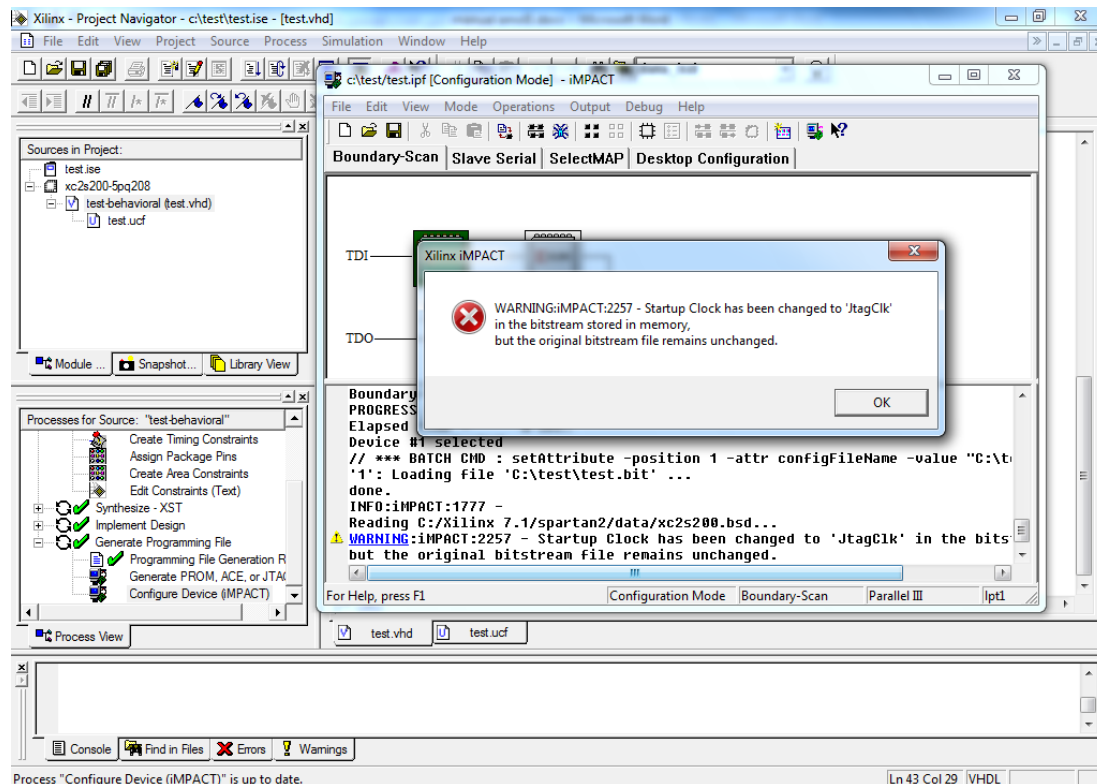 Xilinx - Project Navigator - c:\test\test.ise - [test.vhd]
File Edit View Project Source Process Simulation Window Help
c:\test/test.ipf [Configuration Mode] - iMPACT
File Edit View Mode Operations Output Debug Help
Boundary-Scan Slave Serial SelectMAP Desktop Configuration
Sources in Project:
test.ise
xc2s200-5pq208
test-behavioral (test.vhd)
test.ucf
Module ... Snapshot... Library View
TDI
TDO
Xilinx iMPACT
WARNING:iMPACT:2257 - Startup Clock has been changed to 'JtagClk'
in the bitstream stored in memory,
but the original bitstream file remains unchanged.
OK
Processes for Source: "test-behavioral"
Create Timing Constraints
Assign Package Pins
Create Area Constraints
Edit Constraints (Text)
Synthesize - XST
Implement Design
Generate Programming File
Programming File Generation R
Generate PROM, ACE, or JTA
Configure Device (iMPACT)
Process View
Boundary
PROGRESS
Elapsed
Device #1 selected
// *** BATCH CMD : setAttribute -position 1 -attr configFileName -value "C:\t
'1': Loading file 'C:\test\test.bit' ...
done.
INFO:iMPACT:1777 -
Reading C:/Xilinx 7.1/spartan2/data/xc2s200.bsd...
WARNING:iMPACT:2257 - Startup Clock has been changed to 'JtagClk' in the bits
but the original bitstream file remains unchanged.
For Help, press F1 Configuration Mode Boundary-Scan Parallel III lpt1
test.vhd test.ucf
Console Find in Files Errors Warnings
Process "Configure Device (iMPACT)" is up to date. Ln 43 Col 29 VHDL